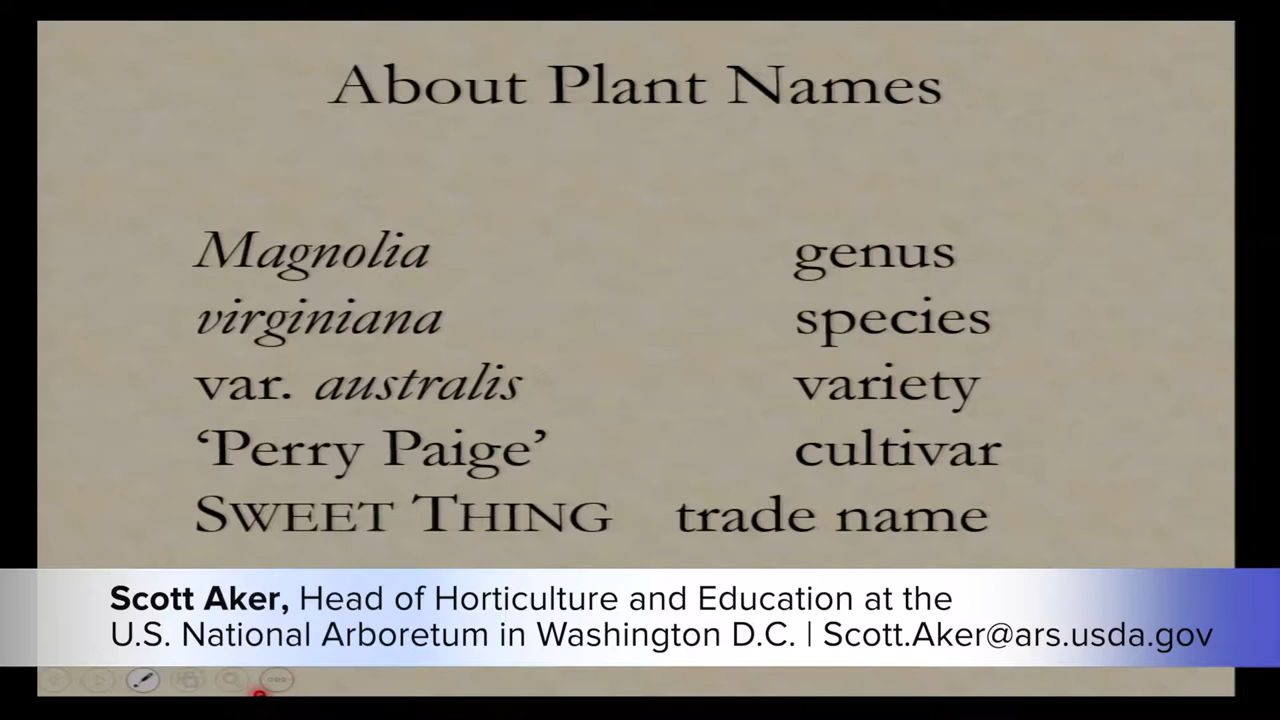 About Plant Names
Magnolia genus
virginiana species
var. australis variety
‘Perry Paige’ cultivar
SWEET THING trade name
Scott Aker, Head of Horticulture and Education at the
U.S. National Arboretum in Washington D.C. | Scott.Aker@ars.usda.gov